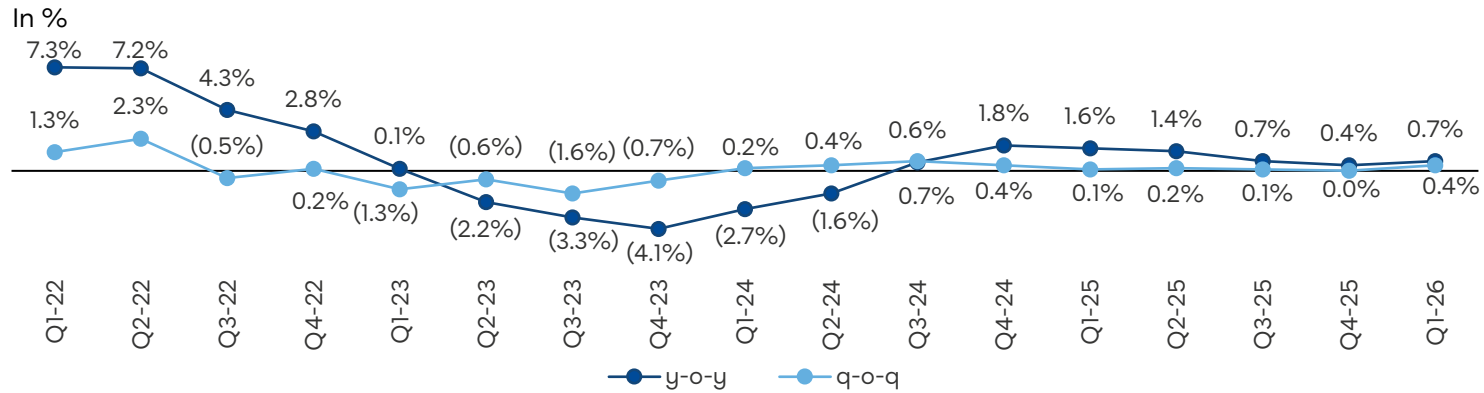 In %
7.3% 7.2% 4.3% 2.8% 0.1% (0.6%) (1.6%) (0.7%) 0.2% 0.4% 0.6% 1.8% 1.6% 1.4% 0.7% 0.4% 0.7%
1.3% 2.3% (0.5%) 0.2% (1.3%) (2.2%) (3.3%) (4.1%) (2.7%) (1.6%) 0.7% 0.4% 0.1% 0.2% 0.1% 0.0% 0.4%
Q1-22 Q2-22 Q3-22 Q4-22 Q1-23 Q2-23 Q3-23 Q4-23 Q1-24 Q2-24 Q3-24 Q4-24 Q1-25 Q2-25 Q3-25 Q4-25 Q1-26
y-o-y q-o-q